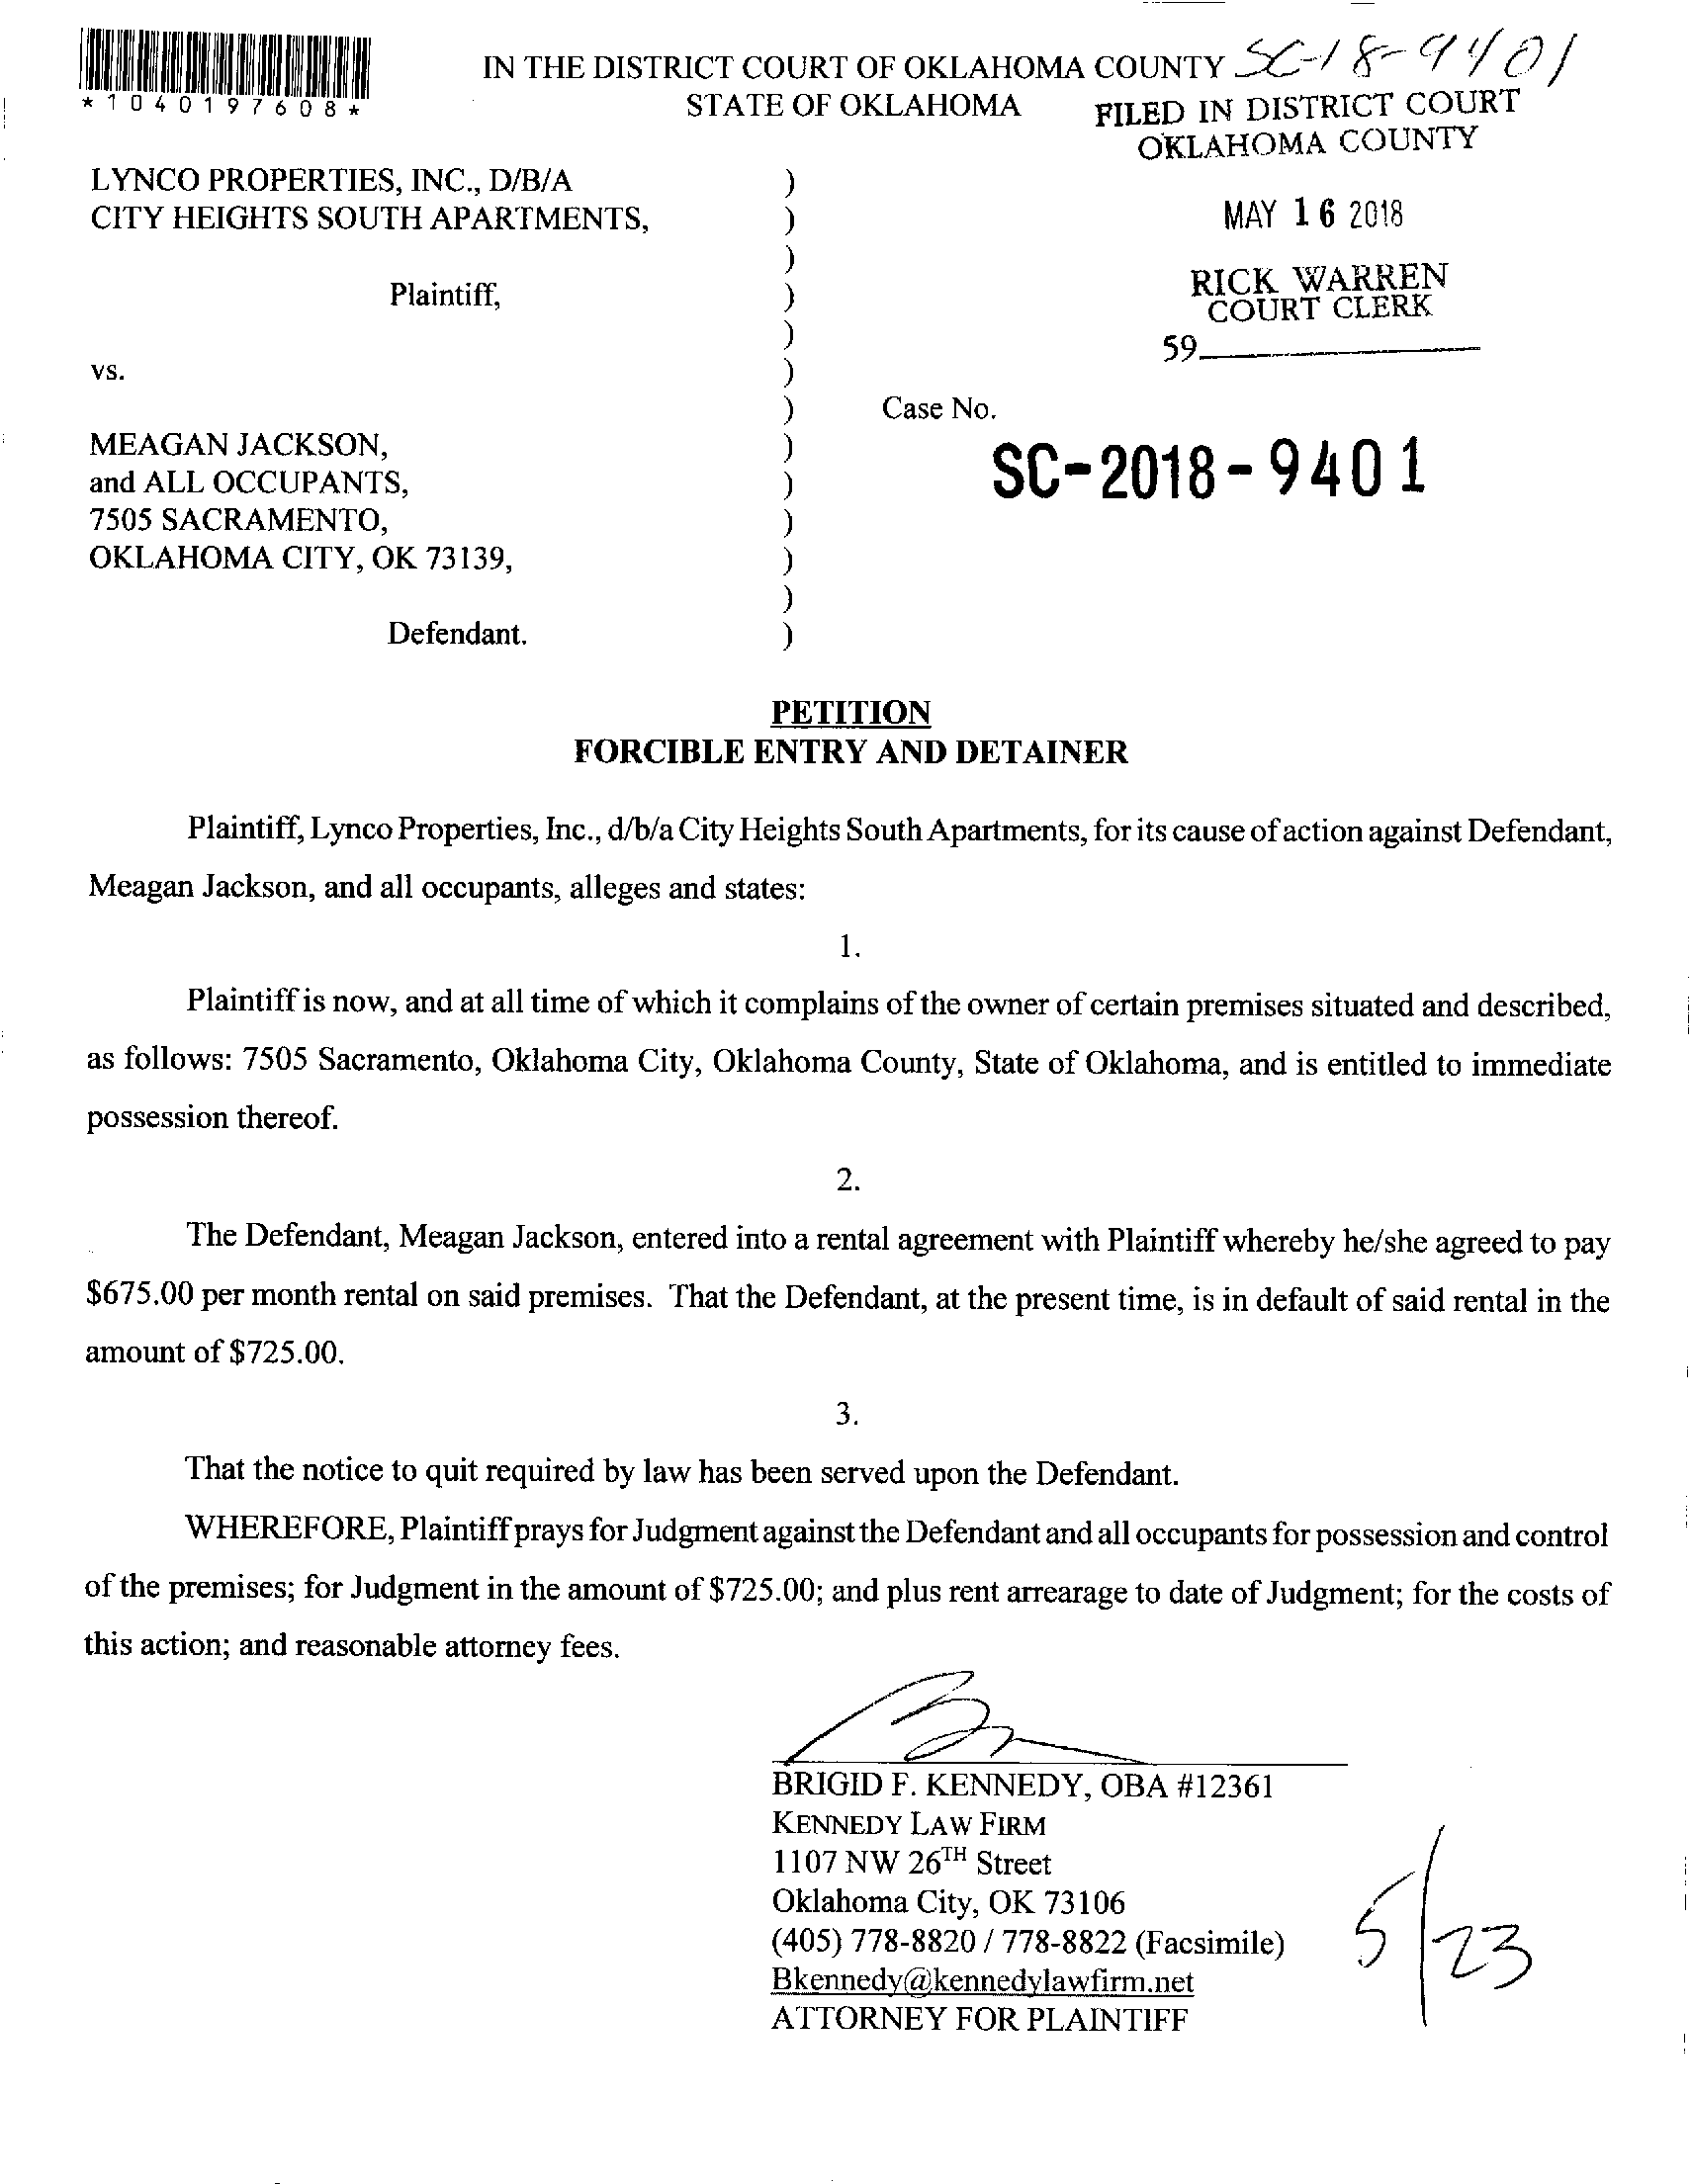 IN THE DISTRICT COURT OF OKLAHOMA COUNTY SC-18-9401
*1040197608*
STATE OF OKLAHOMA
FILED IN DISTRICT COURT
OKLAHOMA COUNTY
LYNCO PROPERTIES, INC., D/B/A )
CITY HEIGHTS SOUTH APARTMENTS, )
MAY 16 2018
)
Plaintiff, )
RICK WARREN
COURT CLERK
)
59
vs. )
) Case No.
MEAGAN JACKSON, )
SC-2018-9401
and ALL OCCUPANTS, )
7505 SACRAMENTO, )
OKLAHOMA CITY, OK 73139, )
)
Defendant. )
PETITION
FORCIBLE ENTRY AND DETAINER
Plaintiff, Lynco Properties, Inc., d/b/a City Heights South Apartments, for its cause of action against Defendant,
Meagan Jackson, and all occupants, alleges and states:
1.
Plaintiff is now, and at all time of which it complains of the owner of certain premises situated and described,
as follows: 7505 Sacramento, Oklahoma City, Oklahoma County, State of Oklahoma, and is entitled to immediate
possession thereof.
2.
The Defendant, Meagan Jackson, entered into a rental agreement with Plaintiff whereby he/she agreed to pay
$675.00 per month rental on said premises. That the Defendant, at the present time, is in default of said rental in the
amount of $725.00.
3.
That the notice to quit required by law has been served upon the Defendant.
WHEREFORE, Plaintiff prays for Judgment against the Defendant and all occupants for possession and control
of the premises; for Judgment in the amount of $725.00; and plus rent arrearage to date of Judgment; for the costs of
this action; and reasonable attorney fees.
BRIGID F. KENNEDY, OBA #12361
KENNEDY LAW FIRM
1107 NW 26TH Street
Oklahoma City, OK 73106
(405) 778-8820 / 778-8822 (Facsimile)
5/23
Bkennedy@kennedylawfirm.net
ATTORNEY FOR PLAINTIFF